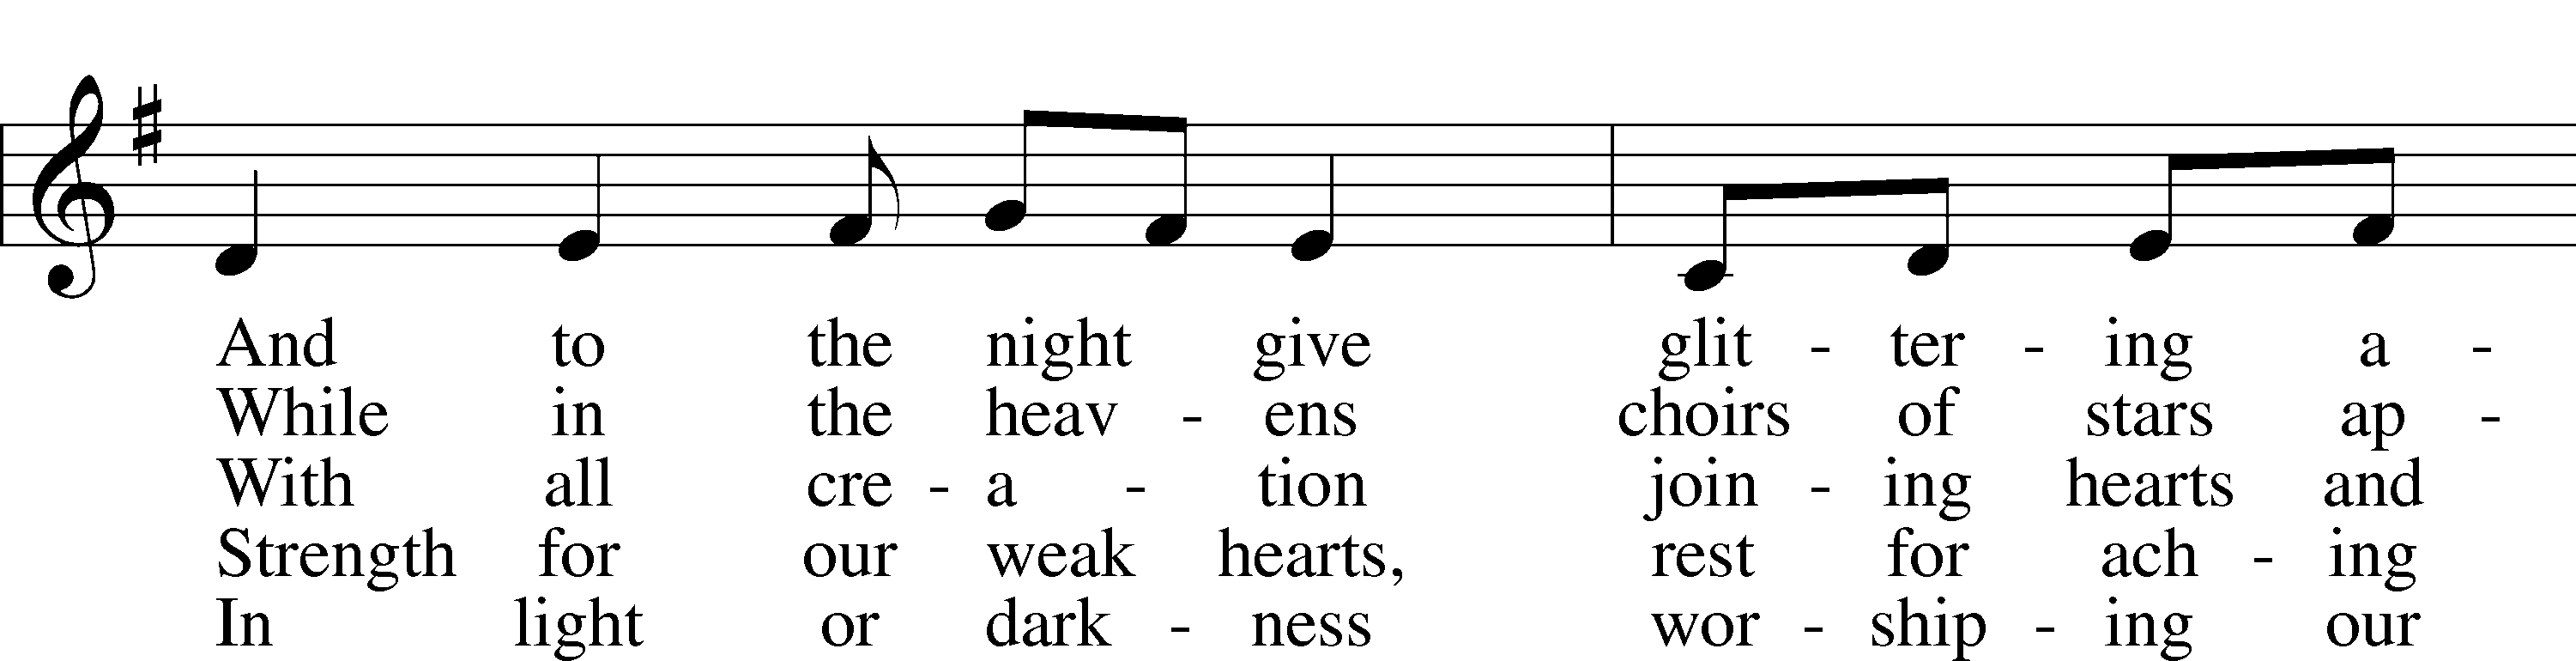 And to the night give glit - ter - ing a -
While in the heav - ens choirs of stars ap -
With all cre - a - tion join - ing hearts and
Strength for our weak hearts, rest for ach - ing
In light or dark - ness wor - ship - ing our